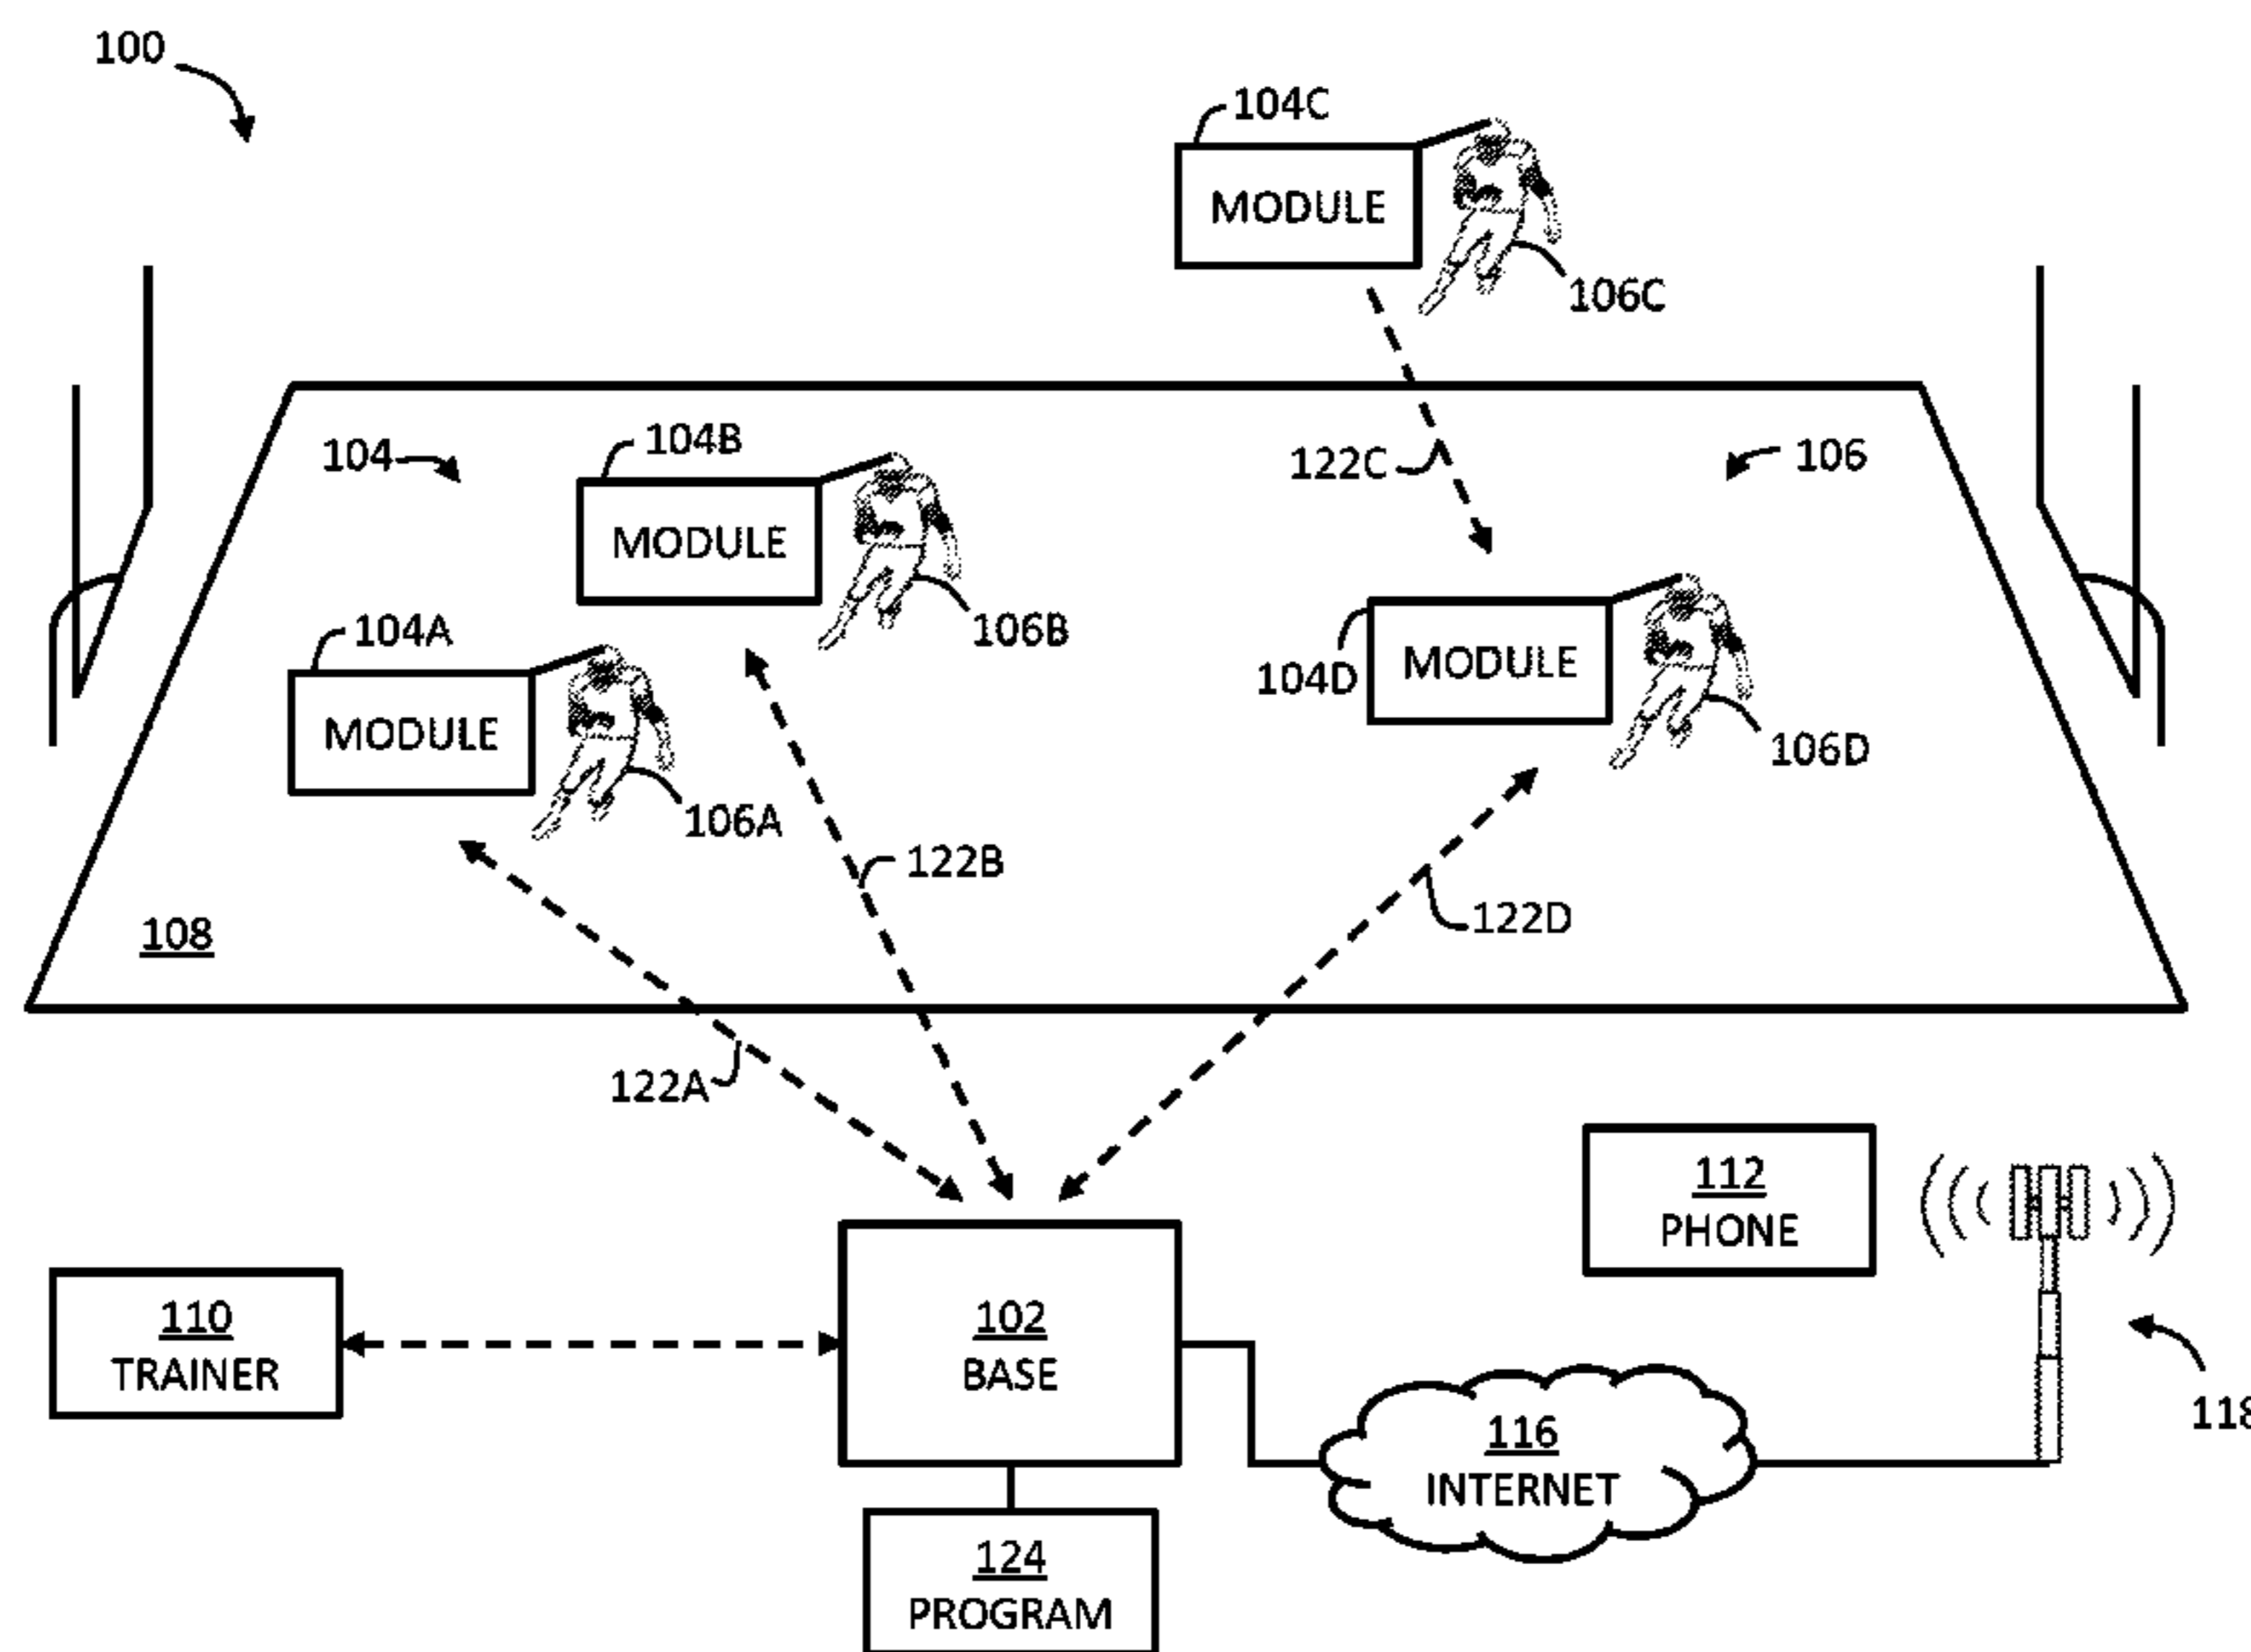 100
104C
MODULE
106C
104
104B
122C
106
MODULE
106B
104A
104D
MODULE
MODULE
106D
106A
122B
122D
108
122A
112
PHONE
110
TRAINER
102
BASE
118
116
INTERNET
124
PROGRAM